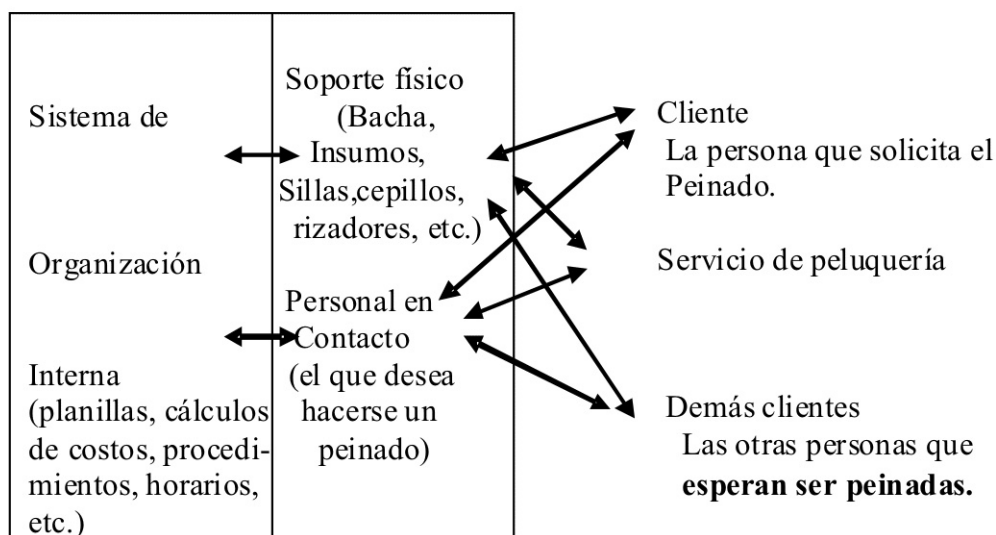 Sistema de
Organización
Interna
(planillas, cálculos
de costos, procedi-
mientos, horarios,
etc.)
Soporte físico
(Bacha,
Insumos,
Sillas,cepillos,
rizadores, etc.)
Personal en
Contacto
(el que desea
hacerse un
peinado)
Cliente
La persona que solicita el
Peinado.
Servicio de peluquería
Demás clientes
Las otras personas que
esperan ser peinadas.